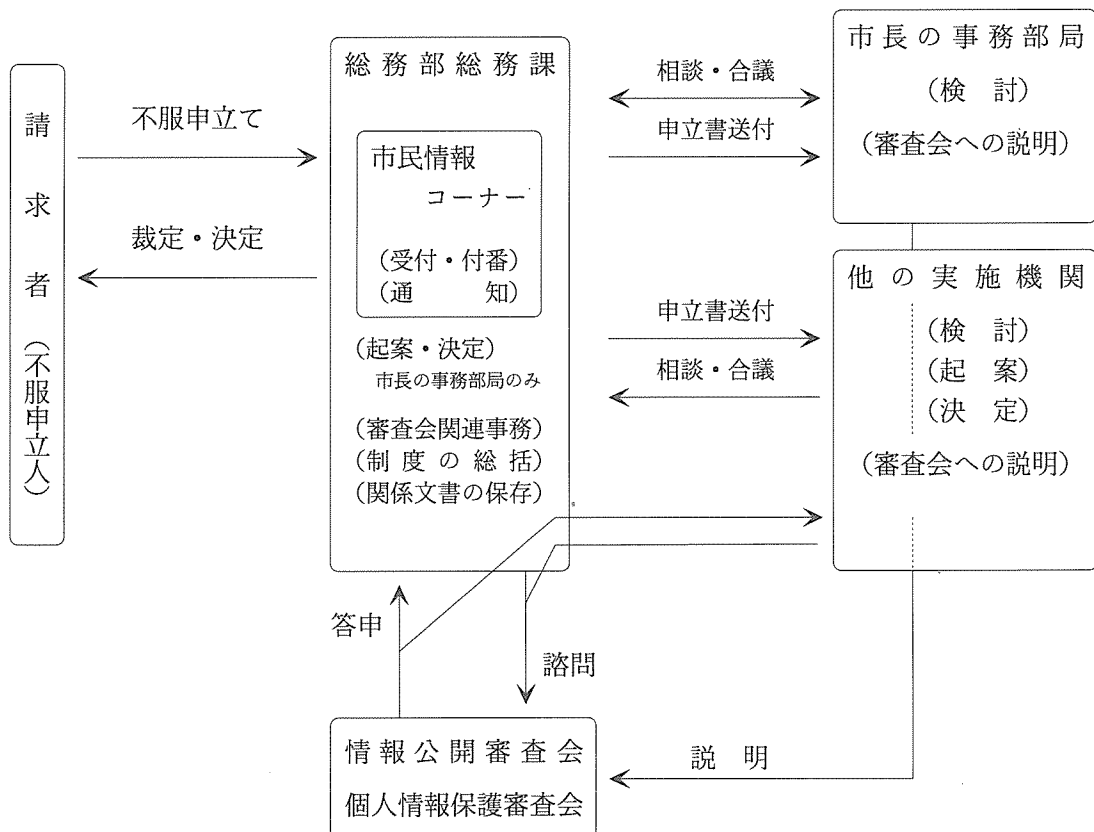 請求者（不服申立人）
不服申立て
裁定・決定
総務部総務課
市民情報
コーナー
（受付・付番）
（通　　知）
（起案・決定）
市長の事務部局のみ
（審査会関連事務）
（制度の総括）
（関係文書の保存）
相談・合議
申立書送付
市長の事務部局
（検　討）
（審査会への説明）
申立書送付
相談・合議
他の実施機関
（検　討）
（起　案）
（決　定）
（審査会への説明）
答申
諮問
説　明
情報公開審査会
個人情報保護審査会